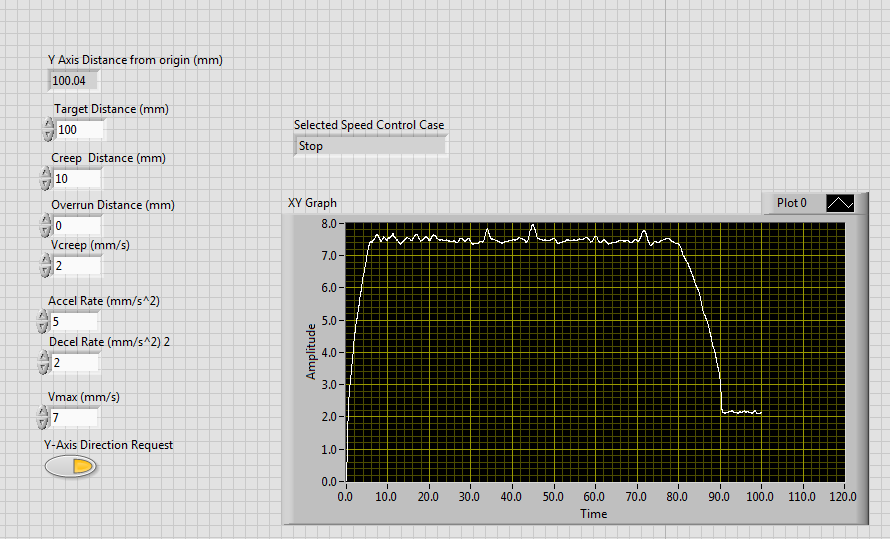 Y Axis Distance from origin (mm)
100.04
Target Distance (mm)
100
Creep Distance (mm)
10
Overrun Distance (mm)
0
Vcreep (mm/s)
2
Accel Rate (mm/s^2)
5
Decel Rate (mm/s^2) 2
2
Vmax (mm/s)
7
Y-Axis Direction Request
Selected Speed Control Case
Stop
XY Graph
Plot 0
8.0
7.0
6.0
5.0
4.0
3.0
2.0
1.0
0.0
Amplitude
0.0 10.0 20.0 30.0 40.0 50.0 60.0 70.0 80.0 90.0 100.0 110.0 120.0
Time